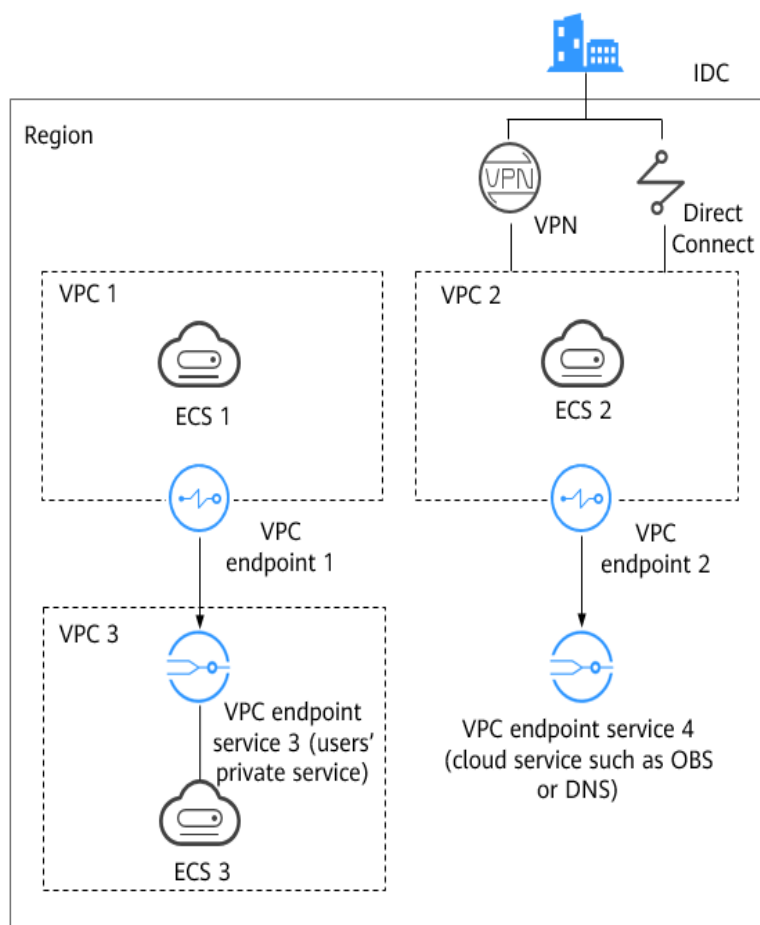 IDC
Region
VPN
VPN
Direct
Connect
VPC 1
VPC 2
ECS 1
ECS 2
VPC
endpoint 1
VPC
endpoint 2
VPC 3
VPC endpoint
service 3 (users’
private service)
VPC endpoint service 4
(cloud service such as OBS
or DNS)
ECS 3